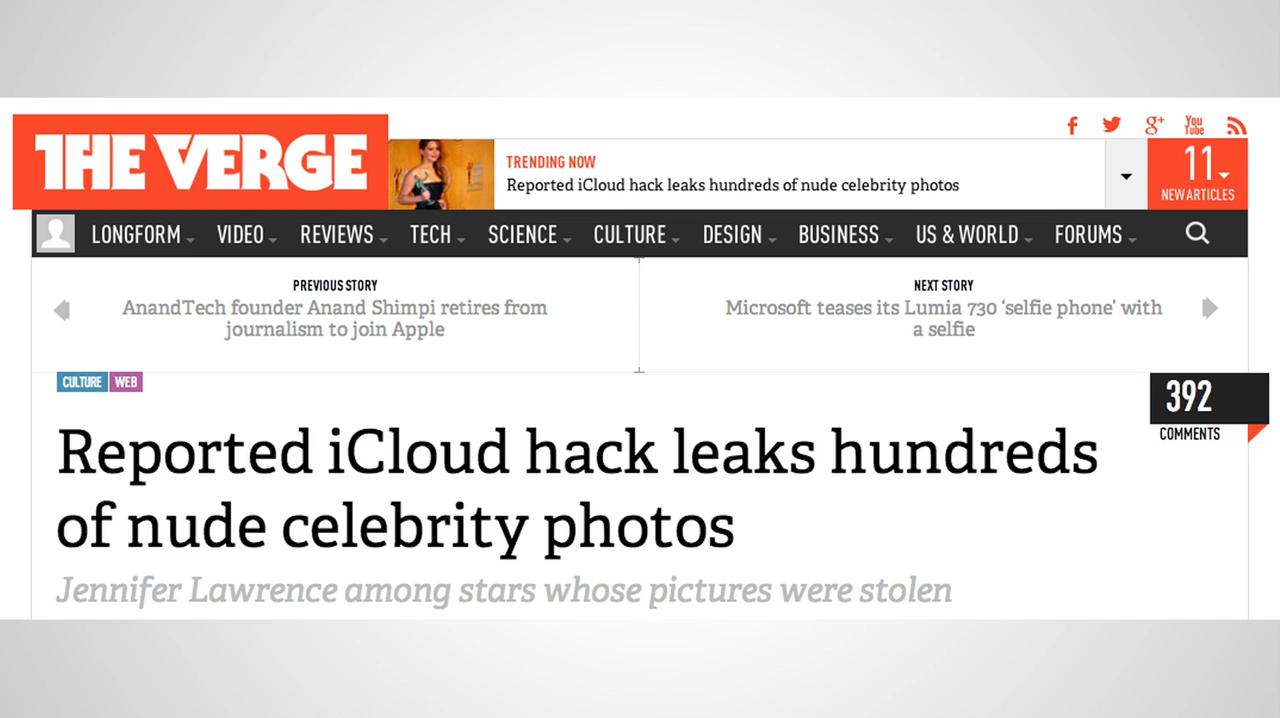 THE VERGE
g+
You
Tube
TRENDING NOW
Reported iCloud hack leaks hundreds of nude celebrity photos
11
NEW ARTICLES
LONGFORM VIDEO REVIEWS TECH SCIENCE CULTURE DESIGN BUSINESS US & WORLD FORUMS
PREVIOUS STORY
AnandTech founder Anand Shimpi retires from
journalism to join Apple
NEXT STORY
Microsoft teases its Lumia 730 ‘selfie phone’ with
a selfie
CULTURE WEB
392
COMMENTS
Reported iCloud hack leaks hundreds
of nude celebrity photos
Jennifer Lawrence among stars whose pictures were stolen